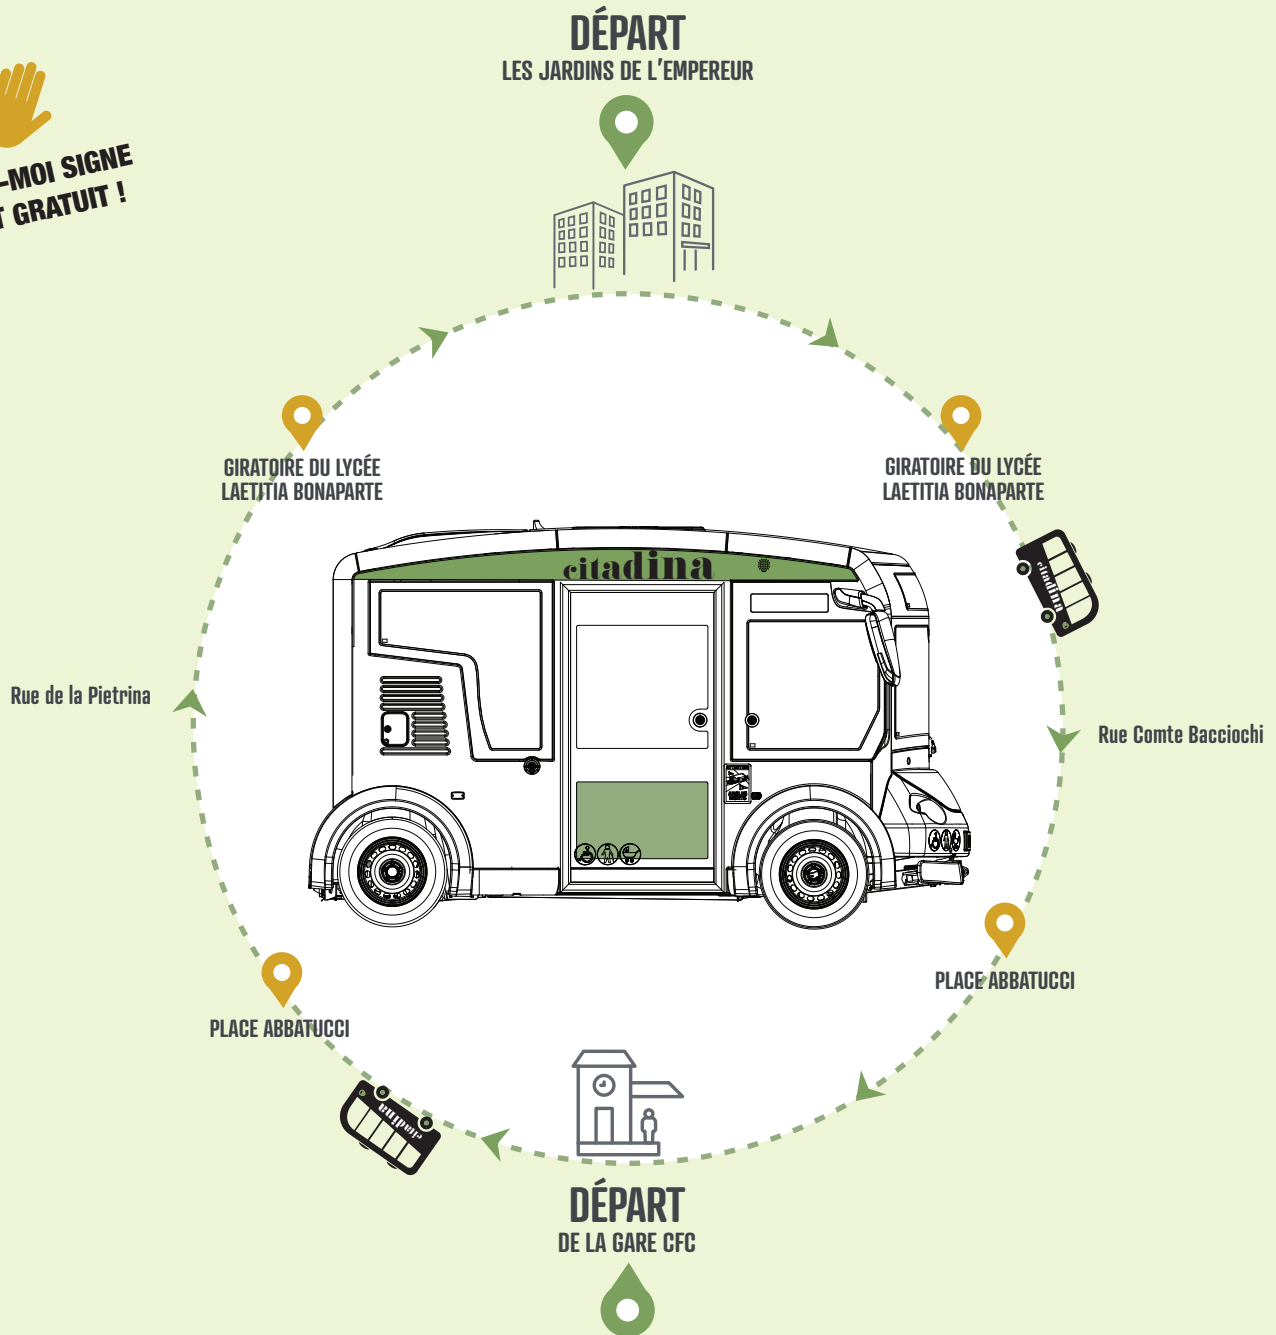 DÉPART
LES JARDINS DE L'EMPEREUR
-MOI SIGNE
T GRATUIT !
GIRATOIRE DU LYCÉE
LAETITIA BONAPARTE
GIRATOIRE DU LYCÉE
LAETITIA BONAPARTE
citadina
citadina
Rue de la Pietrina
Rue Comte Bacciochi
PLACE ABBATUCCI
PLACE ABBATUCCI
citadina
DÉPART
DE LA GARE CFC